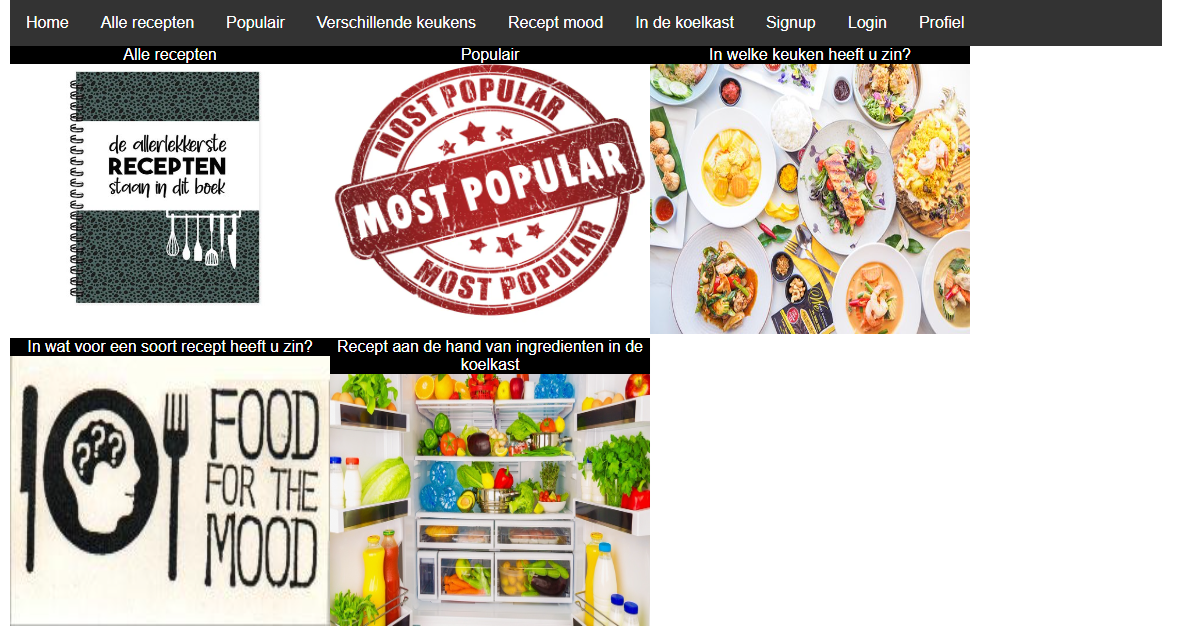 Home Alle recepten Populair Verschillende keukens Recept mood In de koelkast Signup Login Profiel
Alle recepten
de allerlekkerste
RECEPTEN
staan in dit boek
Populair
MOST POPULAR
MOST POPULAR
MOST POPULAR
In welke keuken heeft u zin?
In wat voor een soort recept heeft u zin?
???
FOOD
FOR THE
MOOD
Recept aan de hand van ingredienten in de
koelkast